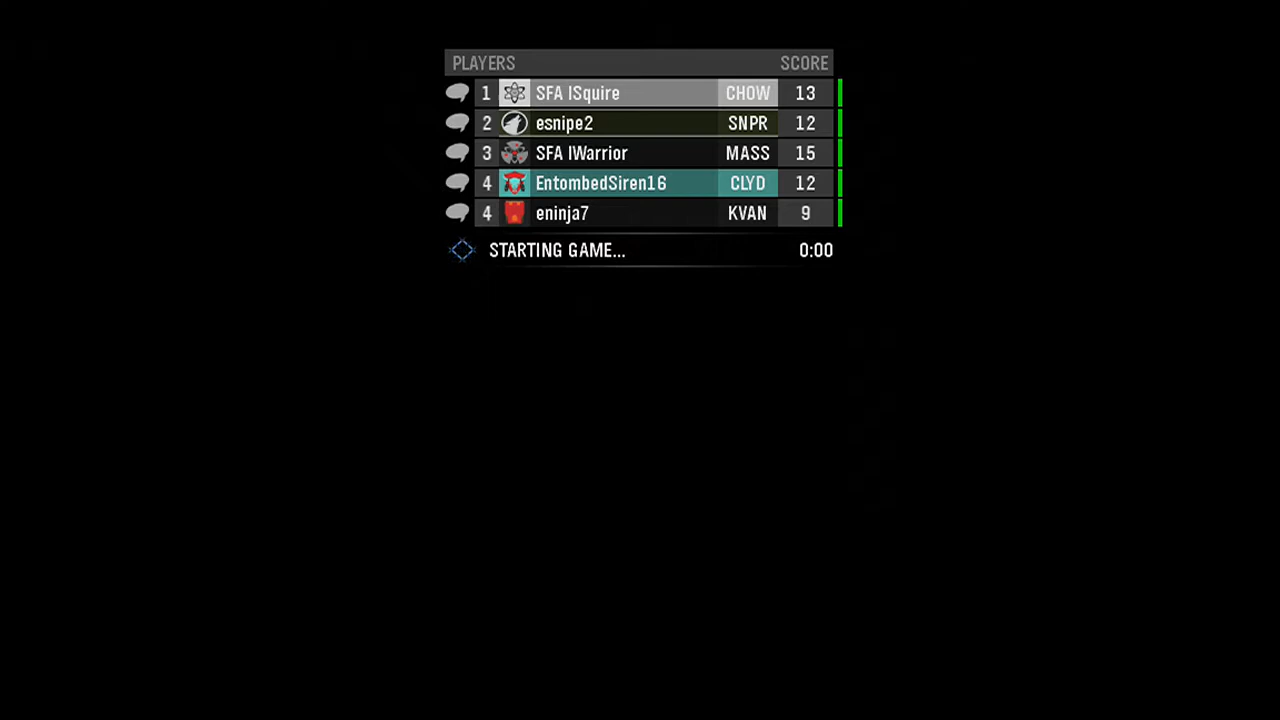 PLAYERS SCORE
1 SFA ISquire CHOW 13
2 esnipe2 SNPR 12
3 SFA IWarrior MASS 15
4 EntombedSiren16 CLYD 12
4 eninja7 KVAN 9
STARTING GAME... 0:00